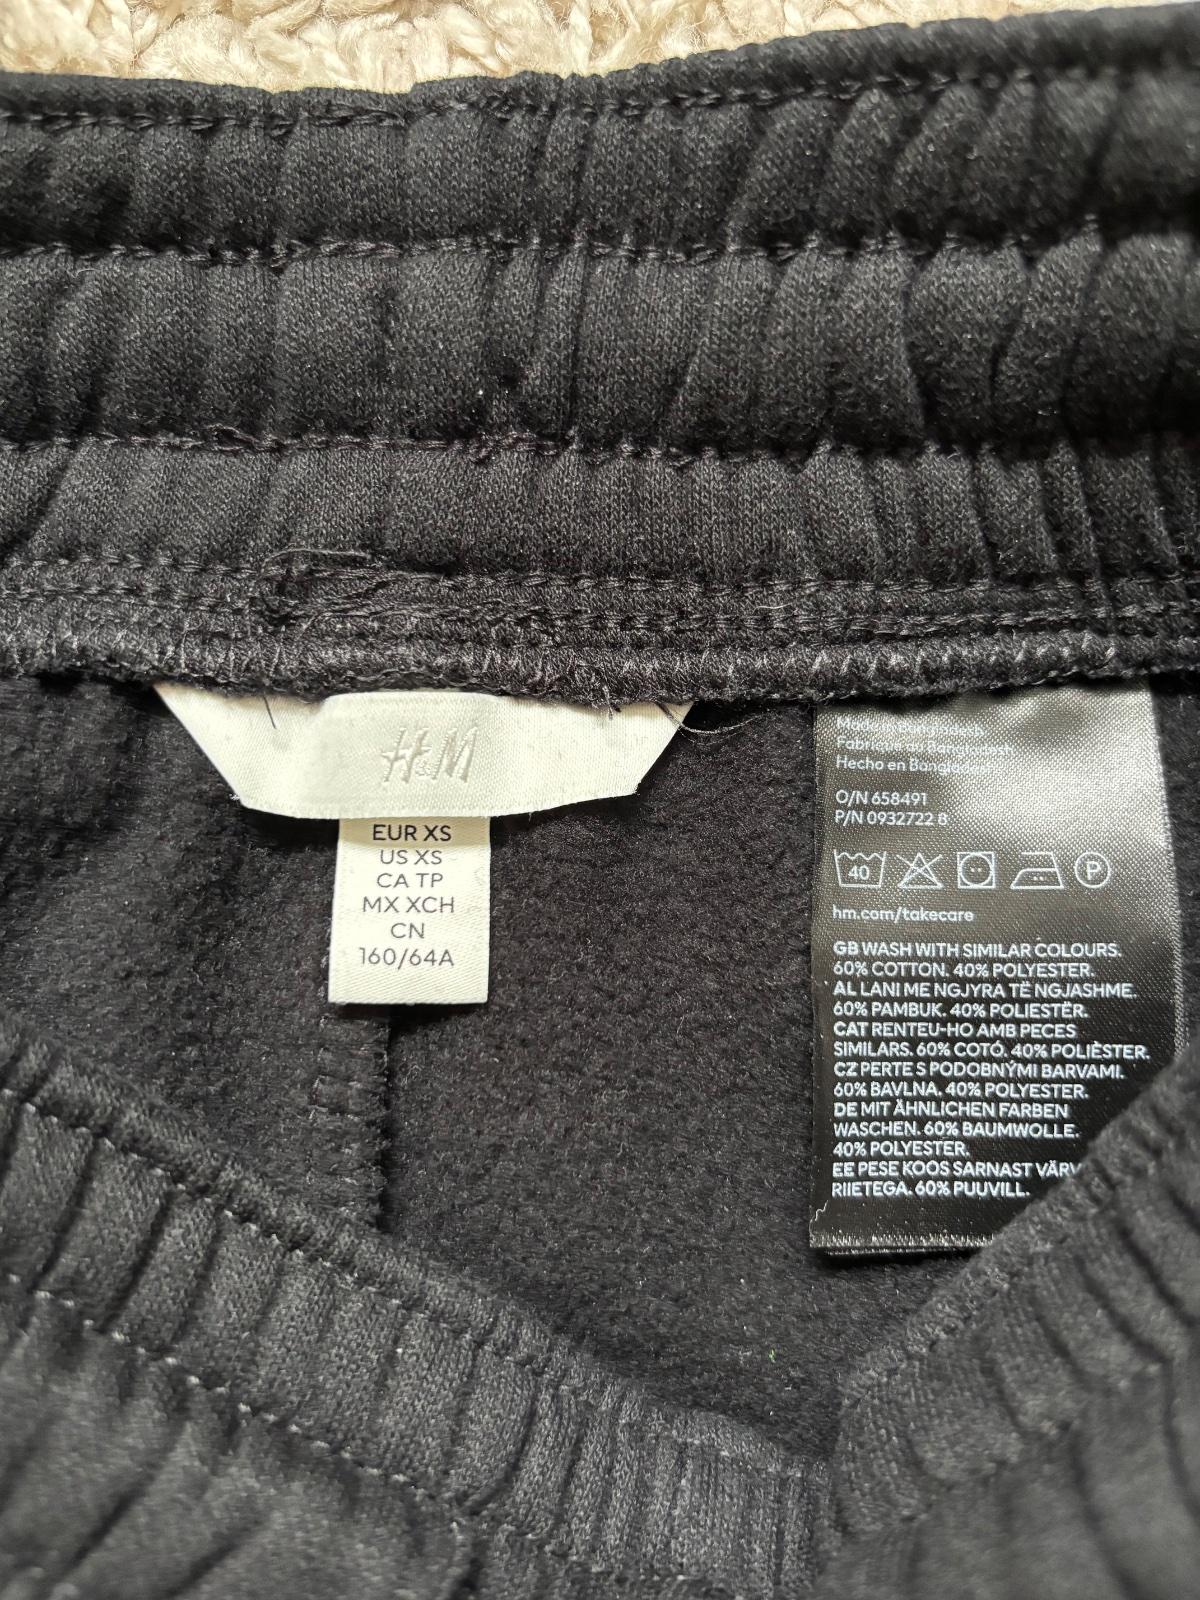 H&M
EUR XS
US XS
CA TP
MX XCH
CN
160/64A
Made in Bangladesh
Fabriqué au Bangladesh
Hecho en Bangladesh
O/N 658491
P/N 0932722 8
40
P
hm.com/takecare
GB WASH WITH SIMILAR COLOURS.
60% COTTON. 40% POLYESTER.
AL LANI ME NGJYRA TË NGJASHME.
60% PAMBUK. 40% POLIESTËR.
CAT RENTEU-HO AMB PECES
SIMILARS. 60% COTÓ. 40% POLIÈSTER.
CZ PERTE S PODOBNÝMI BARVAMI.
60% BAVLNA. 40% POLYESTER.
DE MIT ÄHNLICHEN FARBEN
WASCHEN. 60% BAUMWOLLE.
40% POLYESTER.
EE PESE KOOS SARNAST VÄRV
RIIETEGA. 60% PUUVILL.